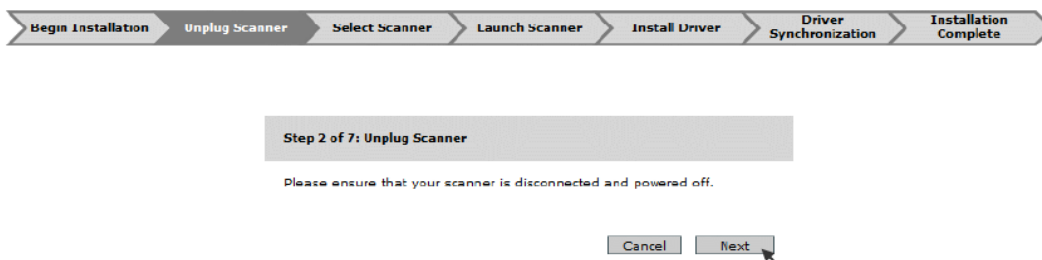 Begin Installation
Unplug Scanner
Select Scanner
Launch Scanner
Install Driver
Driver
Synchronization
Installation
Complete
Step 2 of 7: Unplug Scanner
Please ensure that your scanner is disconnected and powered off.
Cancel
Next